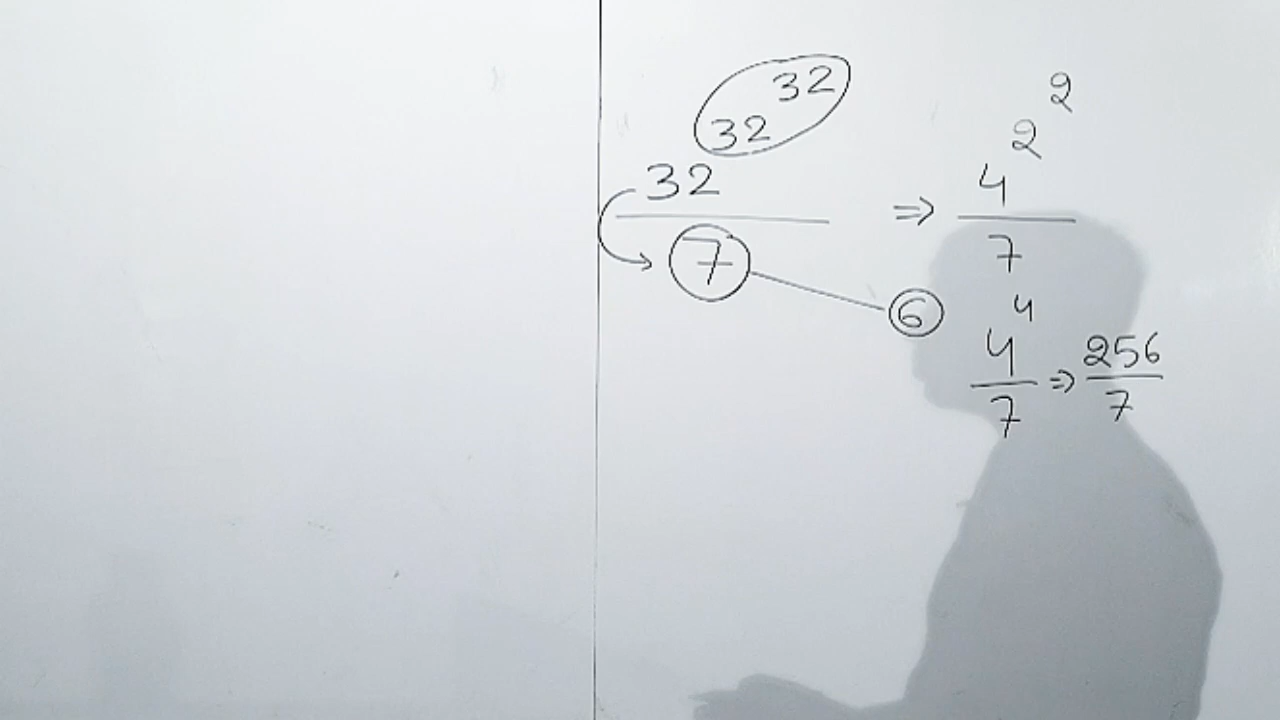 32^32^32 / 7 ⇒ 4^2^2 / 7
6
4^4 / 7 ⇒ 256 / 7